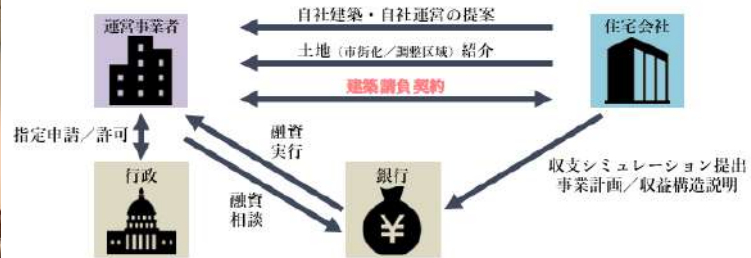 自社建築・自社運営の提案
運営事業者
住宅会社
土地（市街化／調整区域）紹介
建築請負契約
指定申請／許可
融資
実行
行政
銀行
融資
相談
収支シミュレーション提出
事業計画／収益構造説明
¥